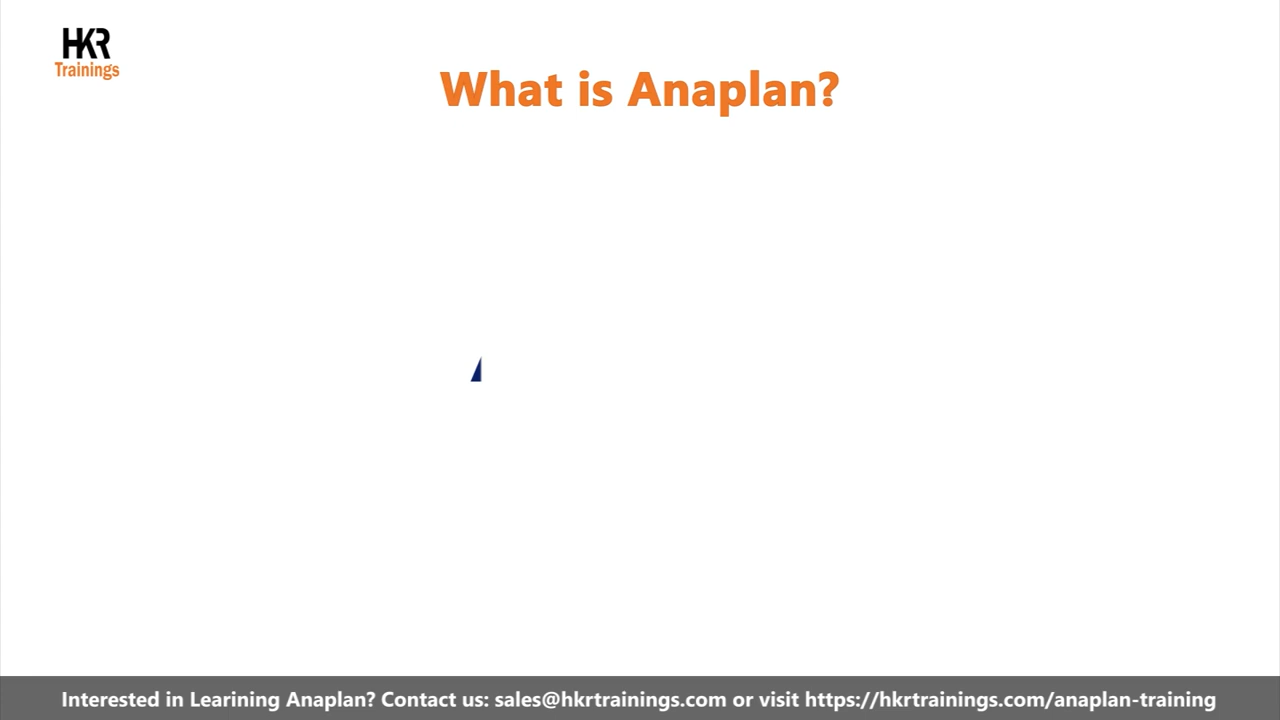 HKR
Trainings
What is Anaplan?
Interested in Learining Anaplan? Contact us: sales@hkrtrainings.com or visit https://hkrtrainings.com/anaplan-training